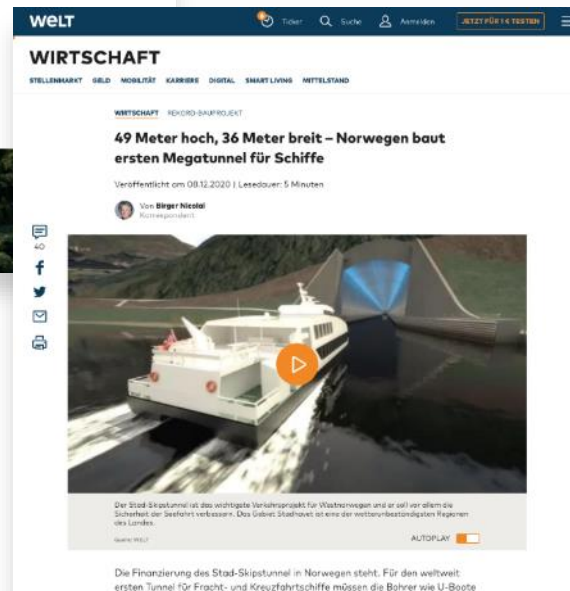 WELT
Ticker
Suche
Anmelden
JETZT FÜR 1 € TESTEN
WIRTSCHAFT
STELLENMARKT GELD MOBILITÄT KARRIERE DIGITAL SMART LIVING MITTELSTAND
WIRTSCHAFT REKORD-BAUPROJEKT
49 Meter hoch, 36 Meter breit – Norwegen baut
ersten Megatunnel für Schiffe
Veröffentlicht am 08.12.2020 | Lesedauer: 5 Minuten
Von Birger Nicolai
Korrespondent
40
Der Stad-Skipstunnel ist das wichtigste Verkehrsprojekt für Westnorwegen und er soll vor allem die
Sicherheit der Seefahrt verbessern. Das Gebiet Stadhavet ist eine der wetterunbeständigsten Regionen
des Landes.
Quelle: WELT
AUTOPLAY
Die Finanzierung des Stad-Skipstunnel in Norwegen steht. Für den weltweit
ersten Tunnel für Fracht- und Kreuzfahrtschiffe müssen die Bohrer wie U-Boote